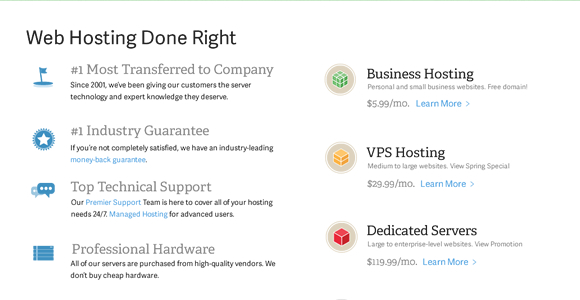 Web Hosting Done Right
#1 Most Transferred to Company
Since 2001, we've been giving our customers the server
technology and expert knowledge they deserve.
#1 Industry Guarantee
If you're not completely satisfied, we have an industry-leading
money-back guarantee.
Top Technical Support
Our Premier Support Team is here to cover all of your hosting
needs 24/7. Managed Hosting for advanced users.
Professional Hardware
All of our servers are purchased from high-quality vendors. We
don't buy cheap hardware.
Business Hosting
Personal and small business websites. Free domain!
$5.99/mo. Learn More >
VPS Hosting
Medium to large websites. View Spring Special
$29.99/mo. Learn More >
Dedicated Servers
Large to enterprise-level websites. View Promotion
$119.99/mo. Learn More >